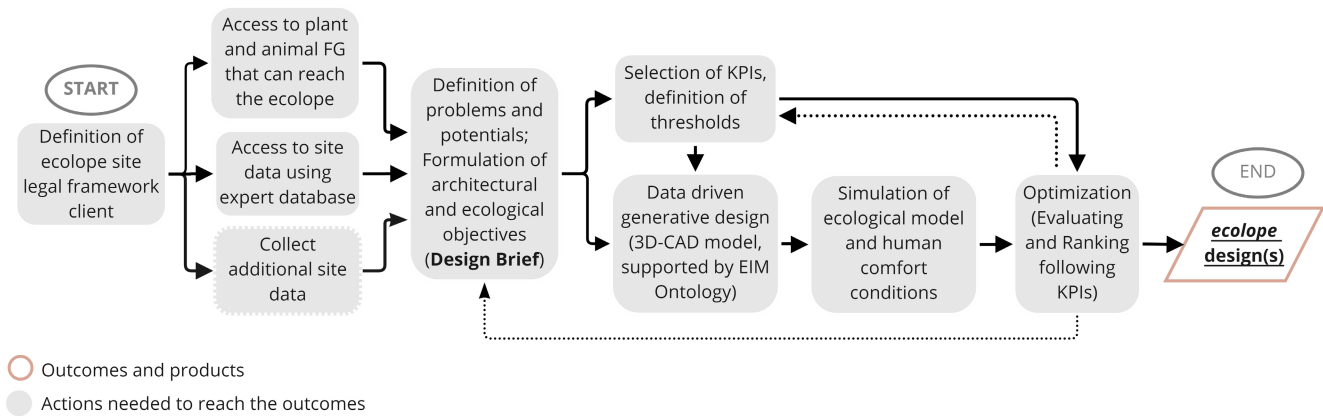 START
Definition of
ecolope site
legal framework
client
Access to plant
and animal FG
that can reach
the ecolope
Access to site
data using
expert database
Collect
additional site
data
Definition of
problems and
potentials;
Formulation of
architectural
and ecological
objectives
(Design Brief)
Selection of KPIs,
definition of
thresholds
Data driven
generative design
(3D-CAD model,
supported by EIM
Ontology)
Simulation of
ecological model
and human
comfort
conditions
Optimization
(Evaluating
and Ranking
following
KPIs)
END
ecolope
design(s)
Outcomes and products
Actions needed to reach the outcomes